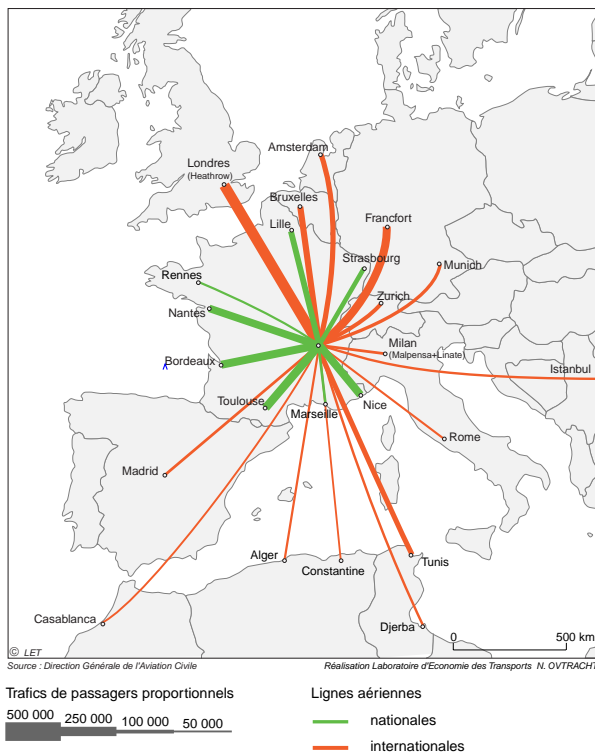 Amsterdam
Londres
(Heathrow)
Bruxelles
Lille
Francfort
Strasbourg
Munich
Rennes
Zurich
Nantes
Milan
(Malpensa+Linate)
Bordeaux
Istanbul
Toulouse
Marseille
Nice
Rome
Madrid
Alger
Constantine
Tunis
Casablanca
Djerba
0 500 km
© LET
Source : Direction Générale de l'Aviation Civile
Réalisation Laboratoire d'Economie des Transports N. OVTRACHT
Trafics de passagers proportionnels
500 000 250 000 100 000 50 000
Lignes aériennes
nationales
internationales